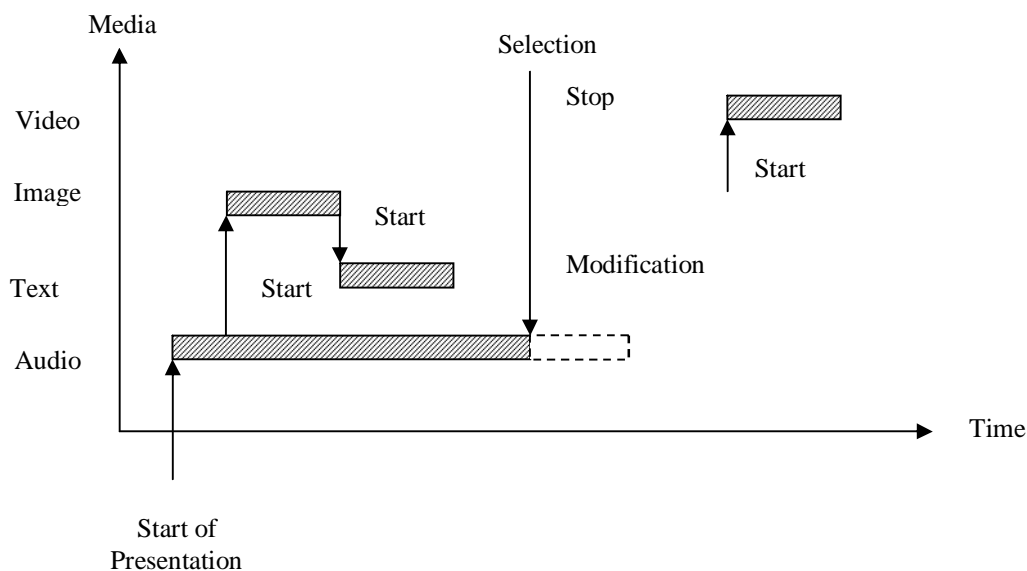 Media
Selection
Stop
Video
Start
Image
Start
Modification
Text
Start
Audio
Time
Start of
Presentation